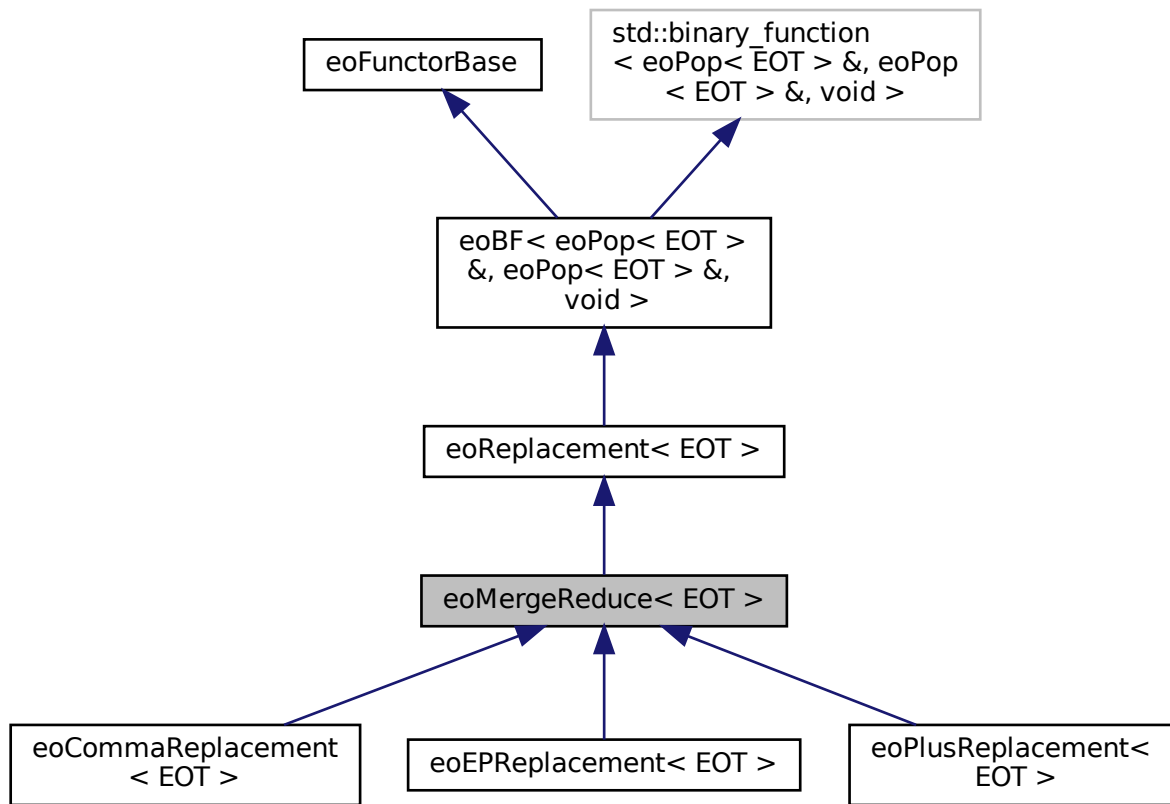 eoFunctorBase
std::binary_function
< eoPop< EOT > &, eoPop
< EOT > &, void >
eoBF< eoPop< EOT >
&, eoPop< EOT > &,
void >
eoReplacement< EOT >
eoMergeReduce< EOT >
eoCommaReplacement
< EOT >
eoEPReplacement< EOT >
eoPlusReplacement<
EOT >